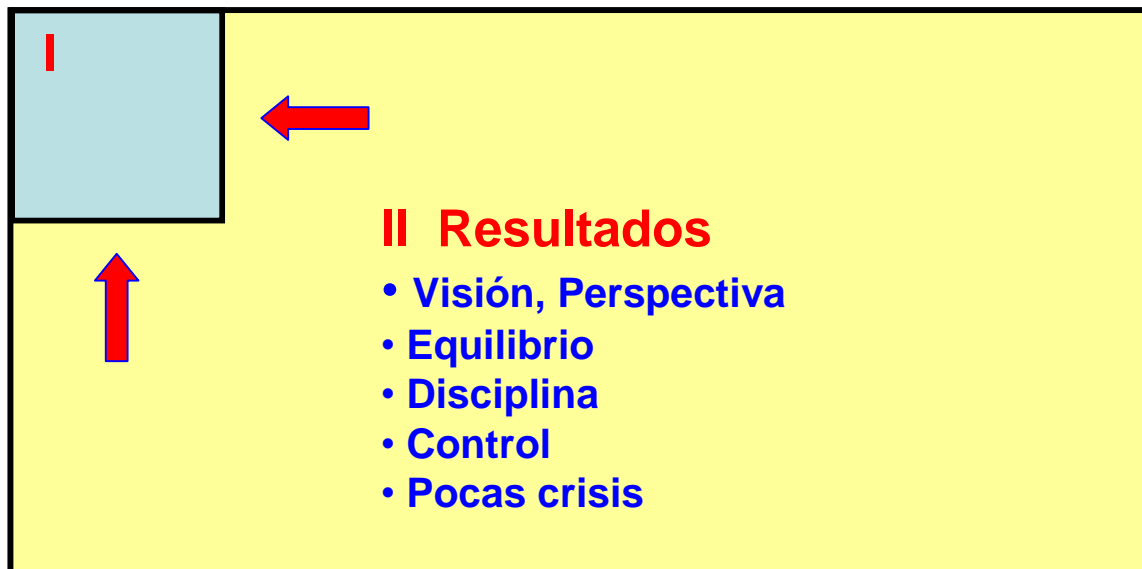 I
II Resultados
• Visión, Perspectiva
• Equilibrio
• Disciplina
• Control
• Pocas crisis